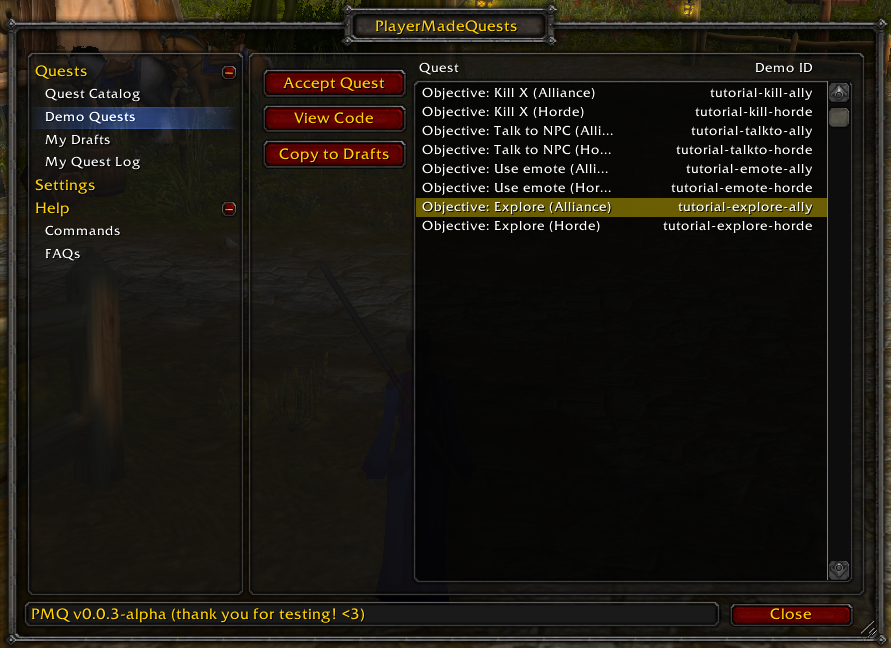 PlayerMadeQuests
Quests
Quest Catalog
Demo Quests
My Drafts
My Quest Log
Settings
Help
Commands
FAQs
Accept Quest
View Code
Copy to Drafts
Quest Demo ID
Objective: Kill X (Alliance) tutorial-kill-ally
Objective: Kill X (Horde) tutorial-kill-horde
Objective: Talk to NPC (Alli... tutorial-talkto-ally
Objective: Talk to NPC (Ho... tutorial-talkto-horde
Objective: Use emote (Alli... tutorial-emote-ally
Objective: Use emote (Hor... tutorial-emote-horde
Objective: Explore (Alliance) tutorial-explore-ally
Objective: Explore (Horde) tutorial-explore-horde
PMQ v0.0.3-alpha (thank you for testing! <3)
Close